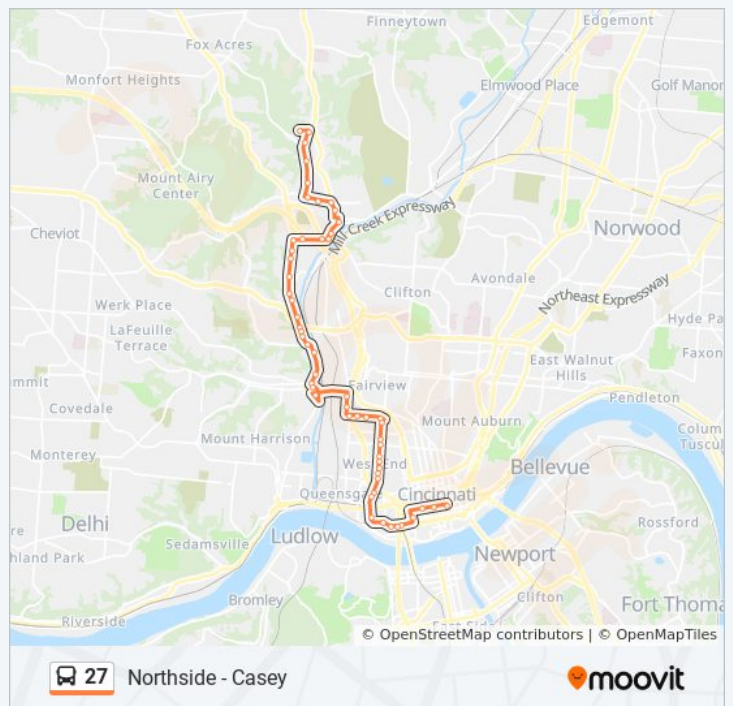 Finneytown
Edgemont
Fox Acres
Monfort Heights
Elmwood Place
Golf Manor
Mount Airy
Center
Mill Creek Expressway
Norwood
Cheviot
Avondale
Clifton
Northeast Expressway
Werk Place
Hyde Pa
LaFeuille
Terrace
East Walnut
Hills
Faxon
mmit
Fairview
Pendleton
Covedale
Mount Auburn
Colum
Tuscul
Mount Harrison
Monterey
West End
Bellevue
Queensga
Cincinnati
Delhi
Rossford
re
Ludlow
Sedamsville
hland Park
Newport
Bromley
Clifton
Fort Thoma
Riverside
East Side
© OpenStreetMap contributors | © OpenMapTiles
27 Northside - Casey
moovit